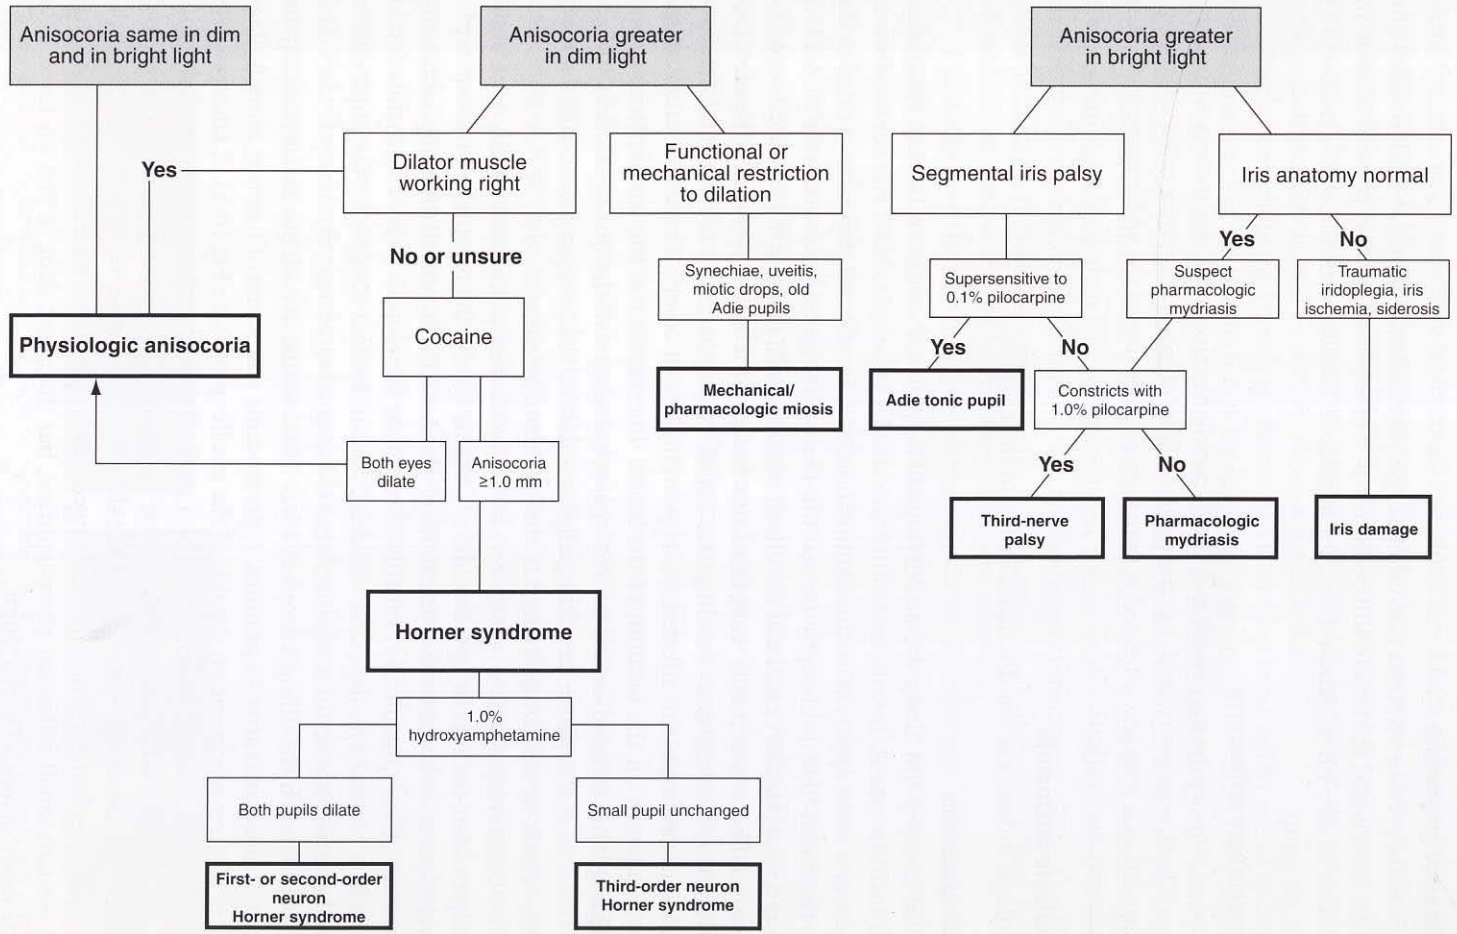 Anisocoria same in dim
and in bright light
Anisocoria greater
in dim light
Anisocoria greater
in bright light
Yes
Dilator muscle
working right
Functional or
mechanical restriction
to dilation
Segmental iris palsy
Iris anatomy normal
No or unsure
Yes
No
Synechiae, uveitis,
miotic drops, old
Adie pupils
Supersensitive to
0.1% pilocarpine
Suspect
pharmacologic
mydriasis
Traumatic
iridoplegia, iris
ischemia, siderosis
Physiologic anisocoria
Cocaine
Yes
No
Mechanical/
pharmacologic miosis
Adie tonic pupil
Constricts with
1.0% pilocarpine
Both eyes
dilate
Anisocoria
≥1.0 mm
Yes
No
Third-nerve
palsy
Pharmacologic
mydriasis
Iris damage
Horner syndrome
1.0%
hydroxyamphetamine
Both pupils dilate
Small pupil unchanged
First- or second-order
neuron
Horner syndrome
Third-order neuron
Horner syndrome